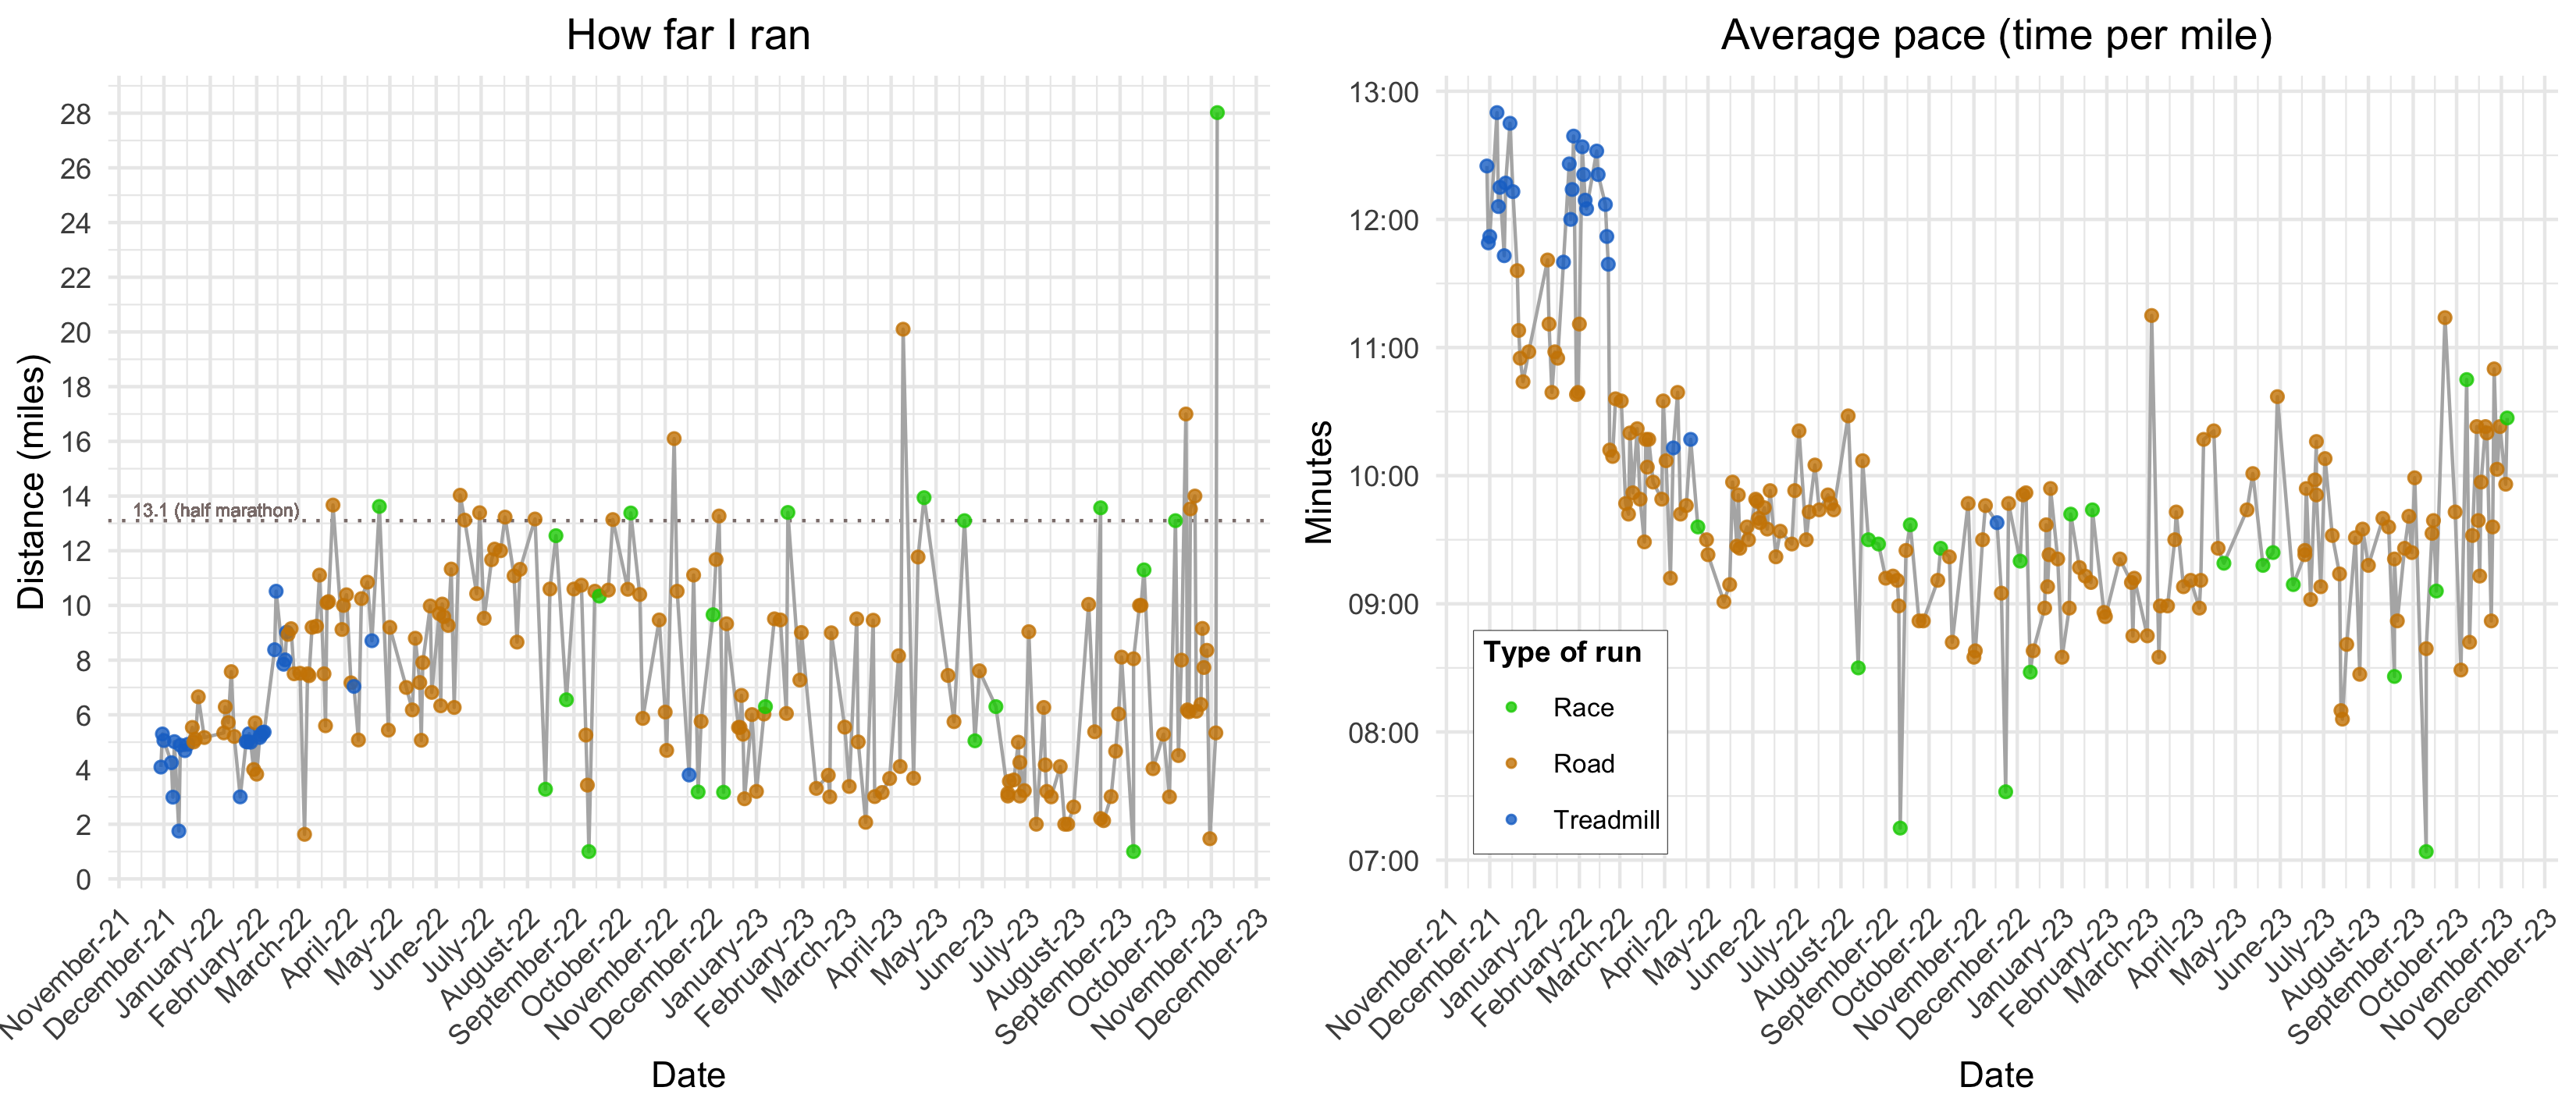 How far I ran
Distance (miles)
28
26
24
22
20
18
16
14
12
10
8
6
4
2
0
13.1 (half marathon)
November-21
December-21
January-22
February-22
March-22
April-22
May-22
June-22
July-22
August-22
September-22
October-22
November-22
December-22
January-23
February-23
March-23
April-23
May-23
June-23
July-23
August-23
September-23
October-23
November-23
December-23
Date
Average pace (time per mile)
Minutes
13:00
12:00
11:00
10:00
09:00
08:00
07:00
Type of run
Race
Road
Treadmill
November-21
December-21
January-22
February-22
March-22
April-22
May-22
June-22
July-22
August-22
September-22
October-22
November-22
December-22
January-23
February-23
March-23
April-23
May-23
June-23
July-23
August-23
September-23
October-23
November-23
December-23
Date